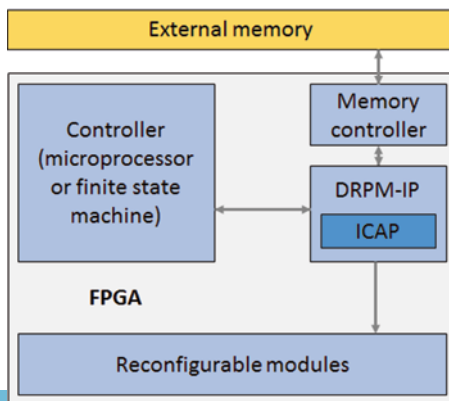 External memory
Controller
(microprocessor
or finite state
machine)
Memory
controller
DRPM-IP
ICAP
FPGA
Reconfigurable modules